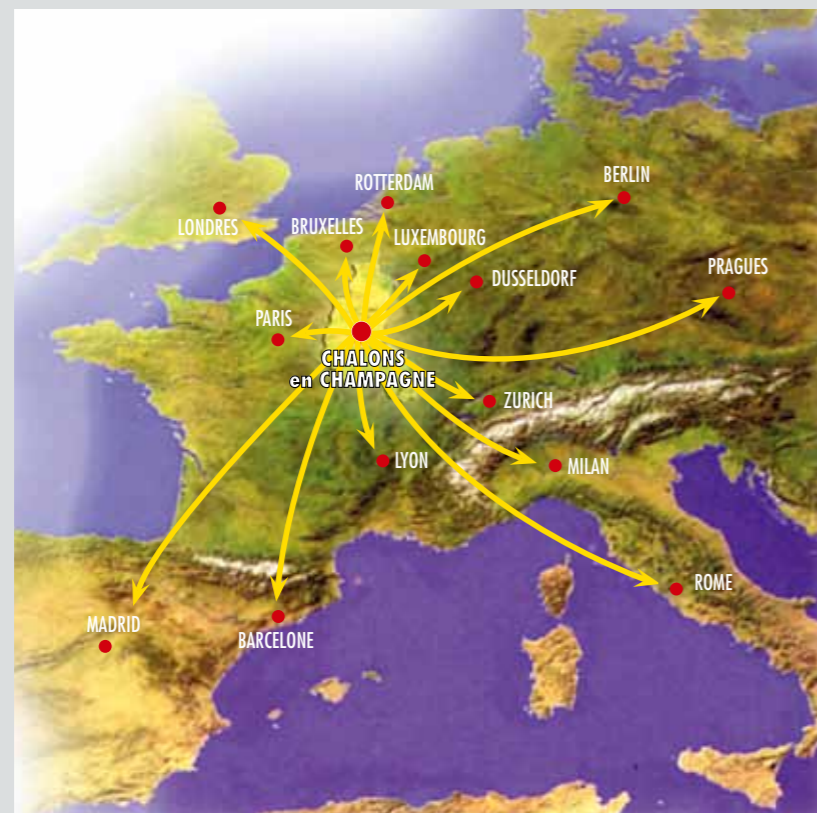 BERLIN
ROTTERDAM
LONDRES
BRUXELLES
LUXEMBOURG
PRAGUES
DUSSELDORF
PARIS
CHALONS
en CHAMPAGNE
ZURICH
LYON
MILAN
ROME
MADRID
BARCELONE